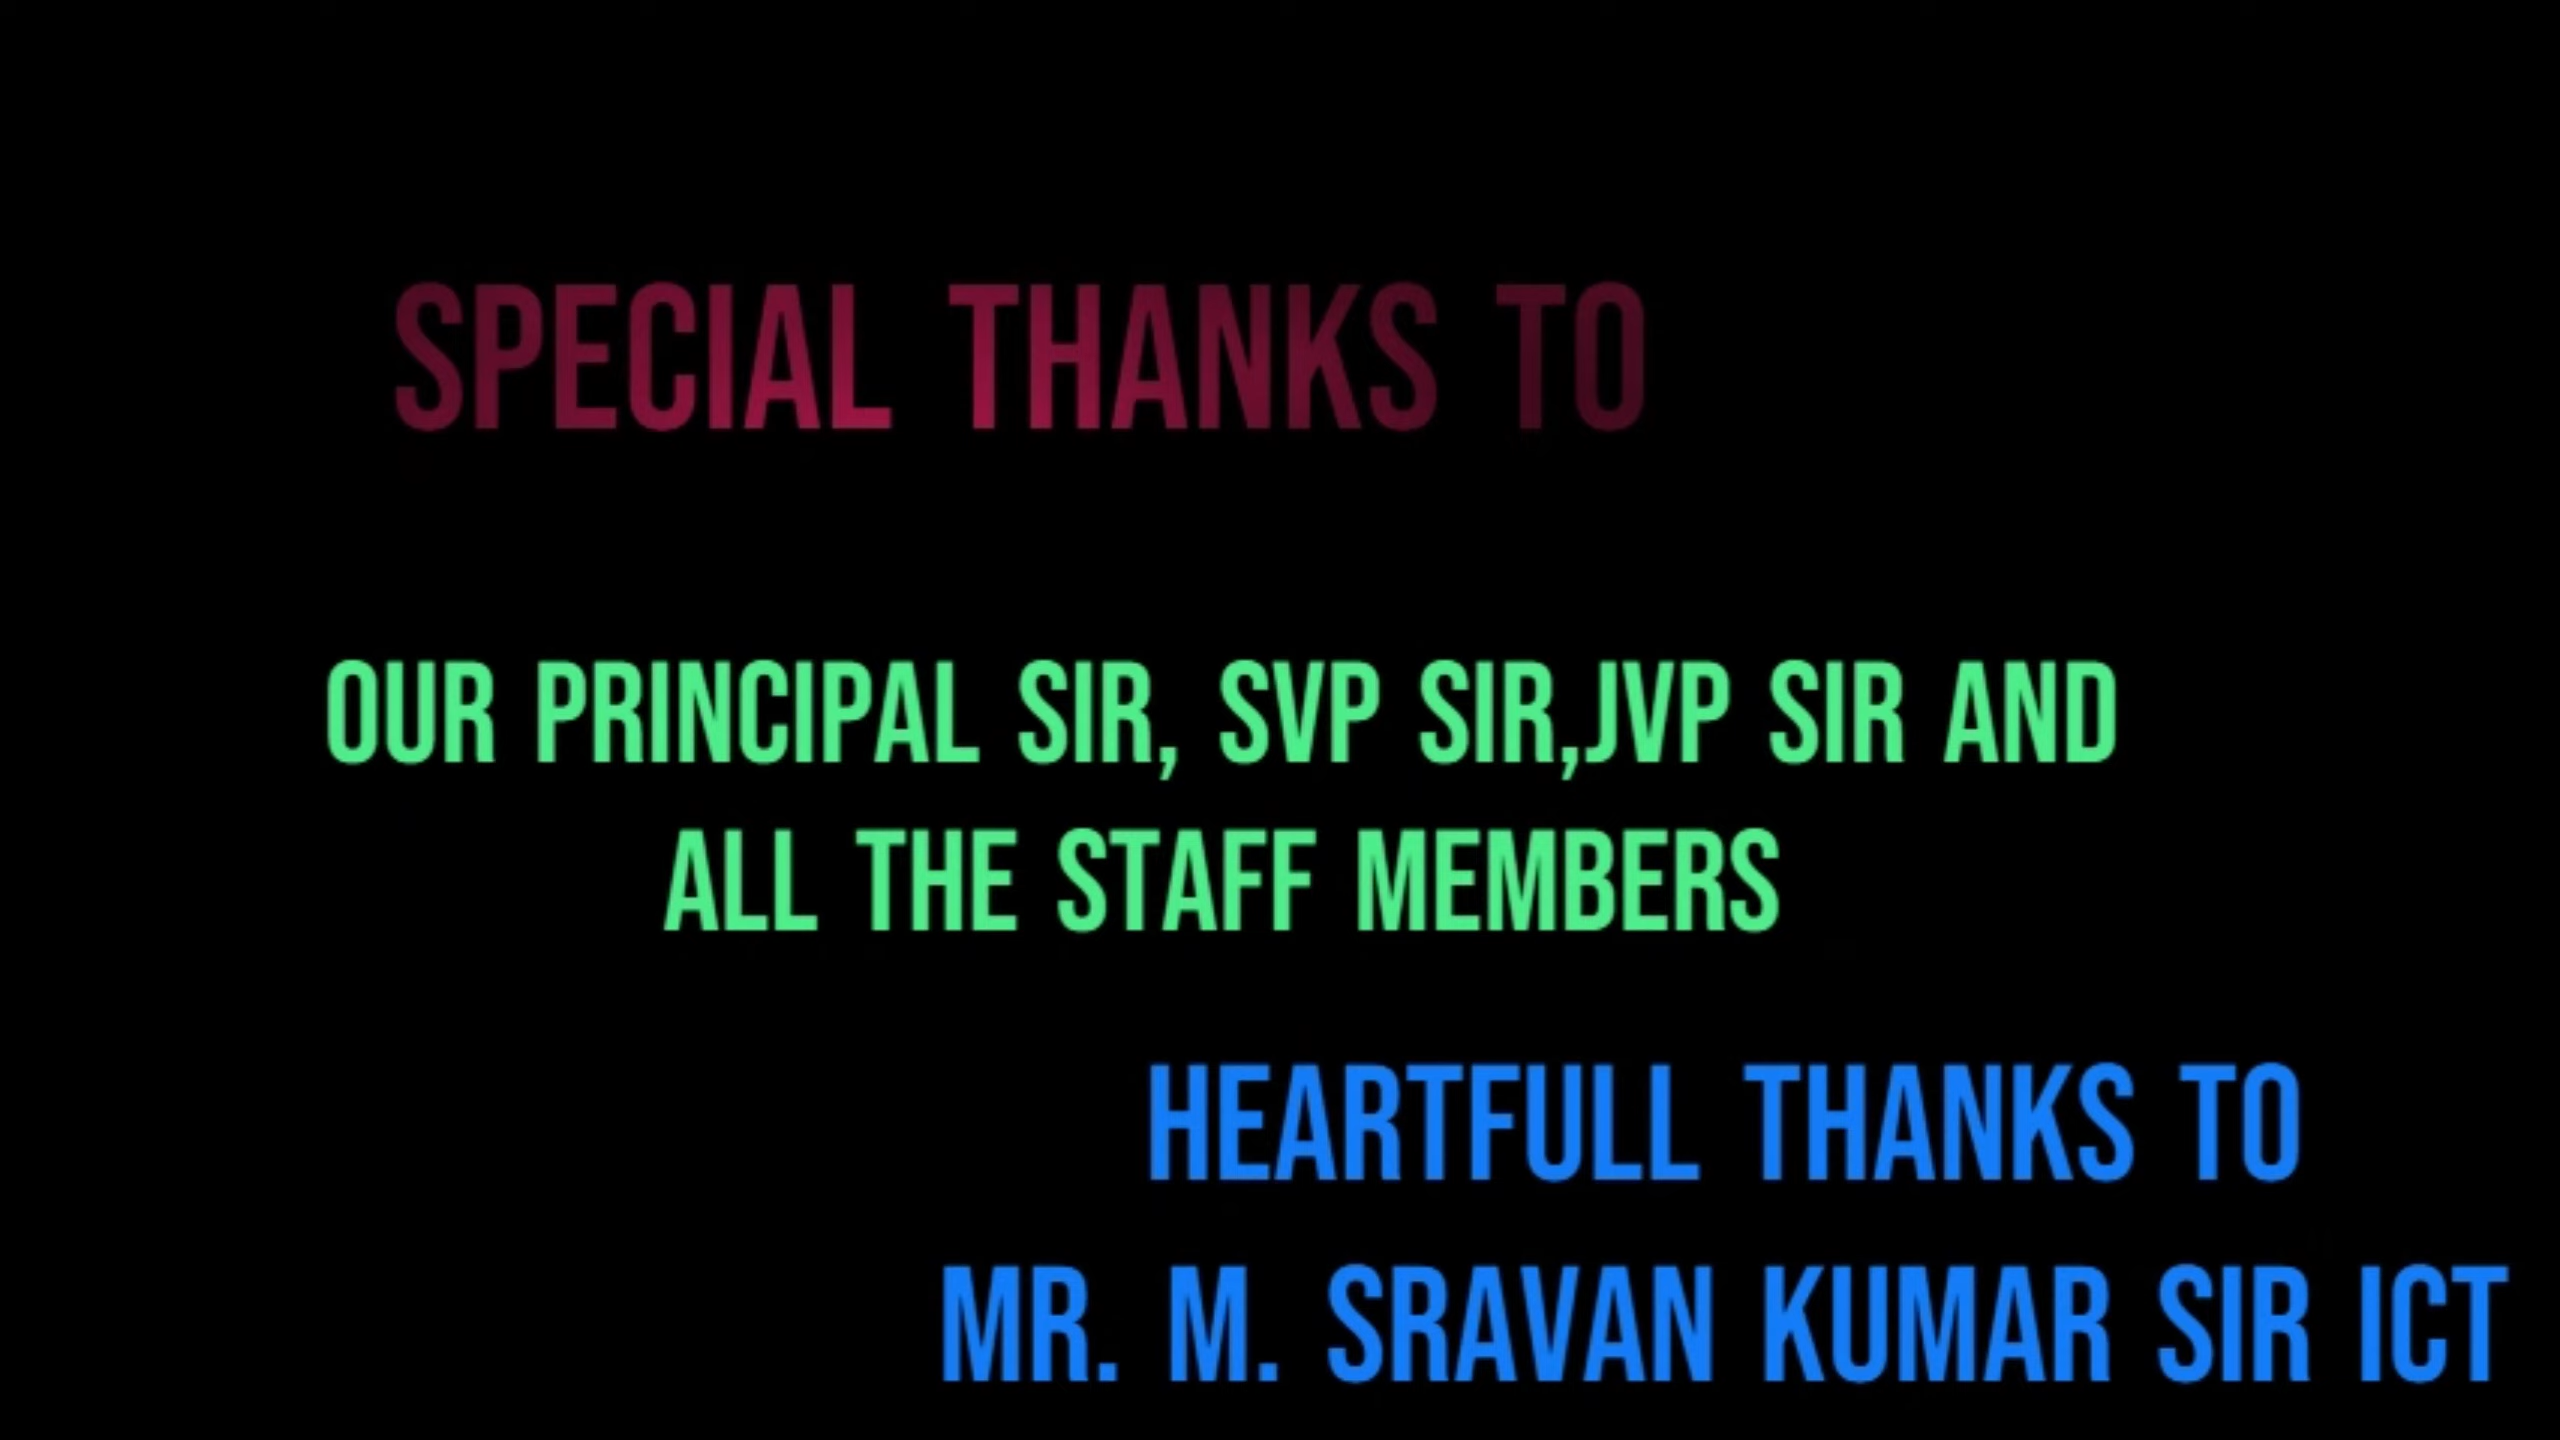 SPECIAL THANKS TO
OUR PRINCIPAL SIR, SVP SIR,JVP SIR AND
ALL THE STAFF MEMBERS
HEARTFULL THANKS TO
MR. M. SRAVAN KUMAR SIR ICT